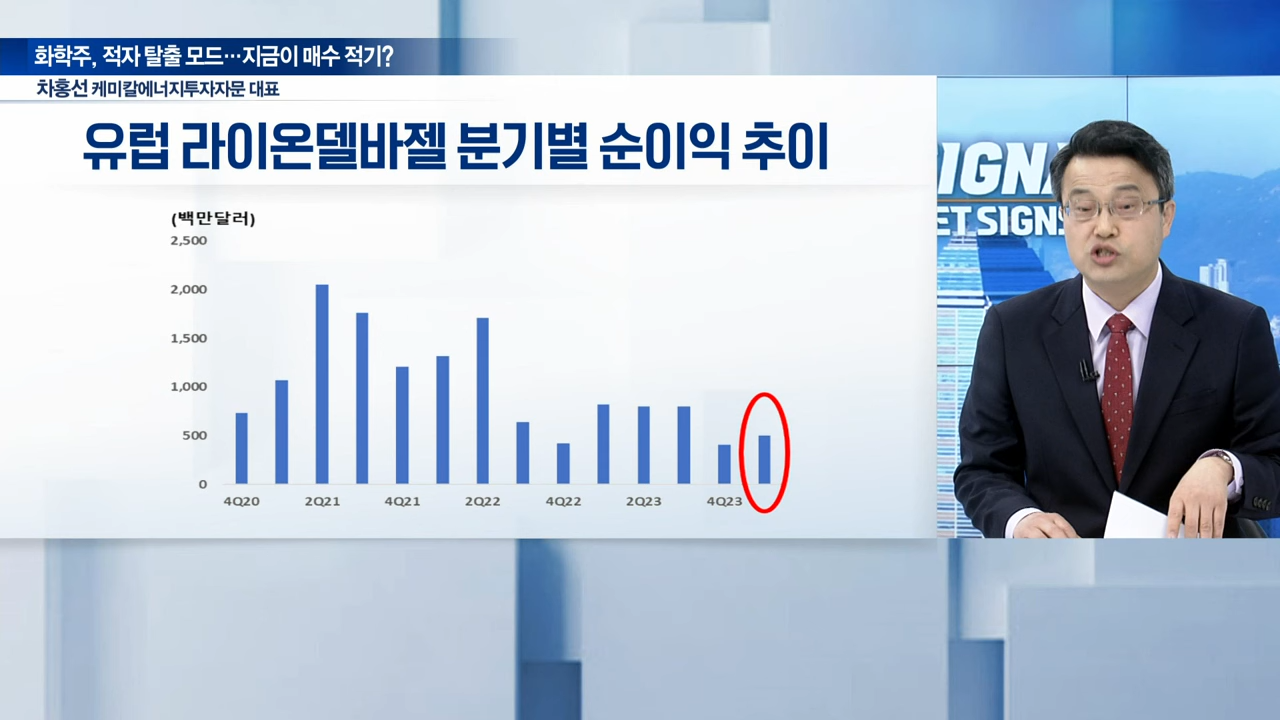 화학주, 적자 탈출 모드…지금이 매수 적기?
차홍선 케미칼에너지투자자문 대표
유럽 라이온델바젤 분기별 순이익 추이
(백만달러)
2,500
2,000
1,500
1,000
500
0
4Q20 2Q21 4Q21 2Q22 4Q22 2Q23 4Q23
SIGNA
ET SIGNS